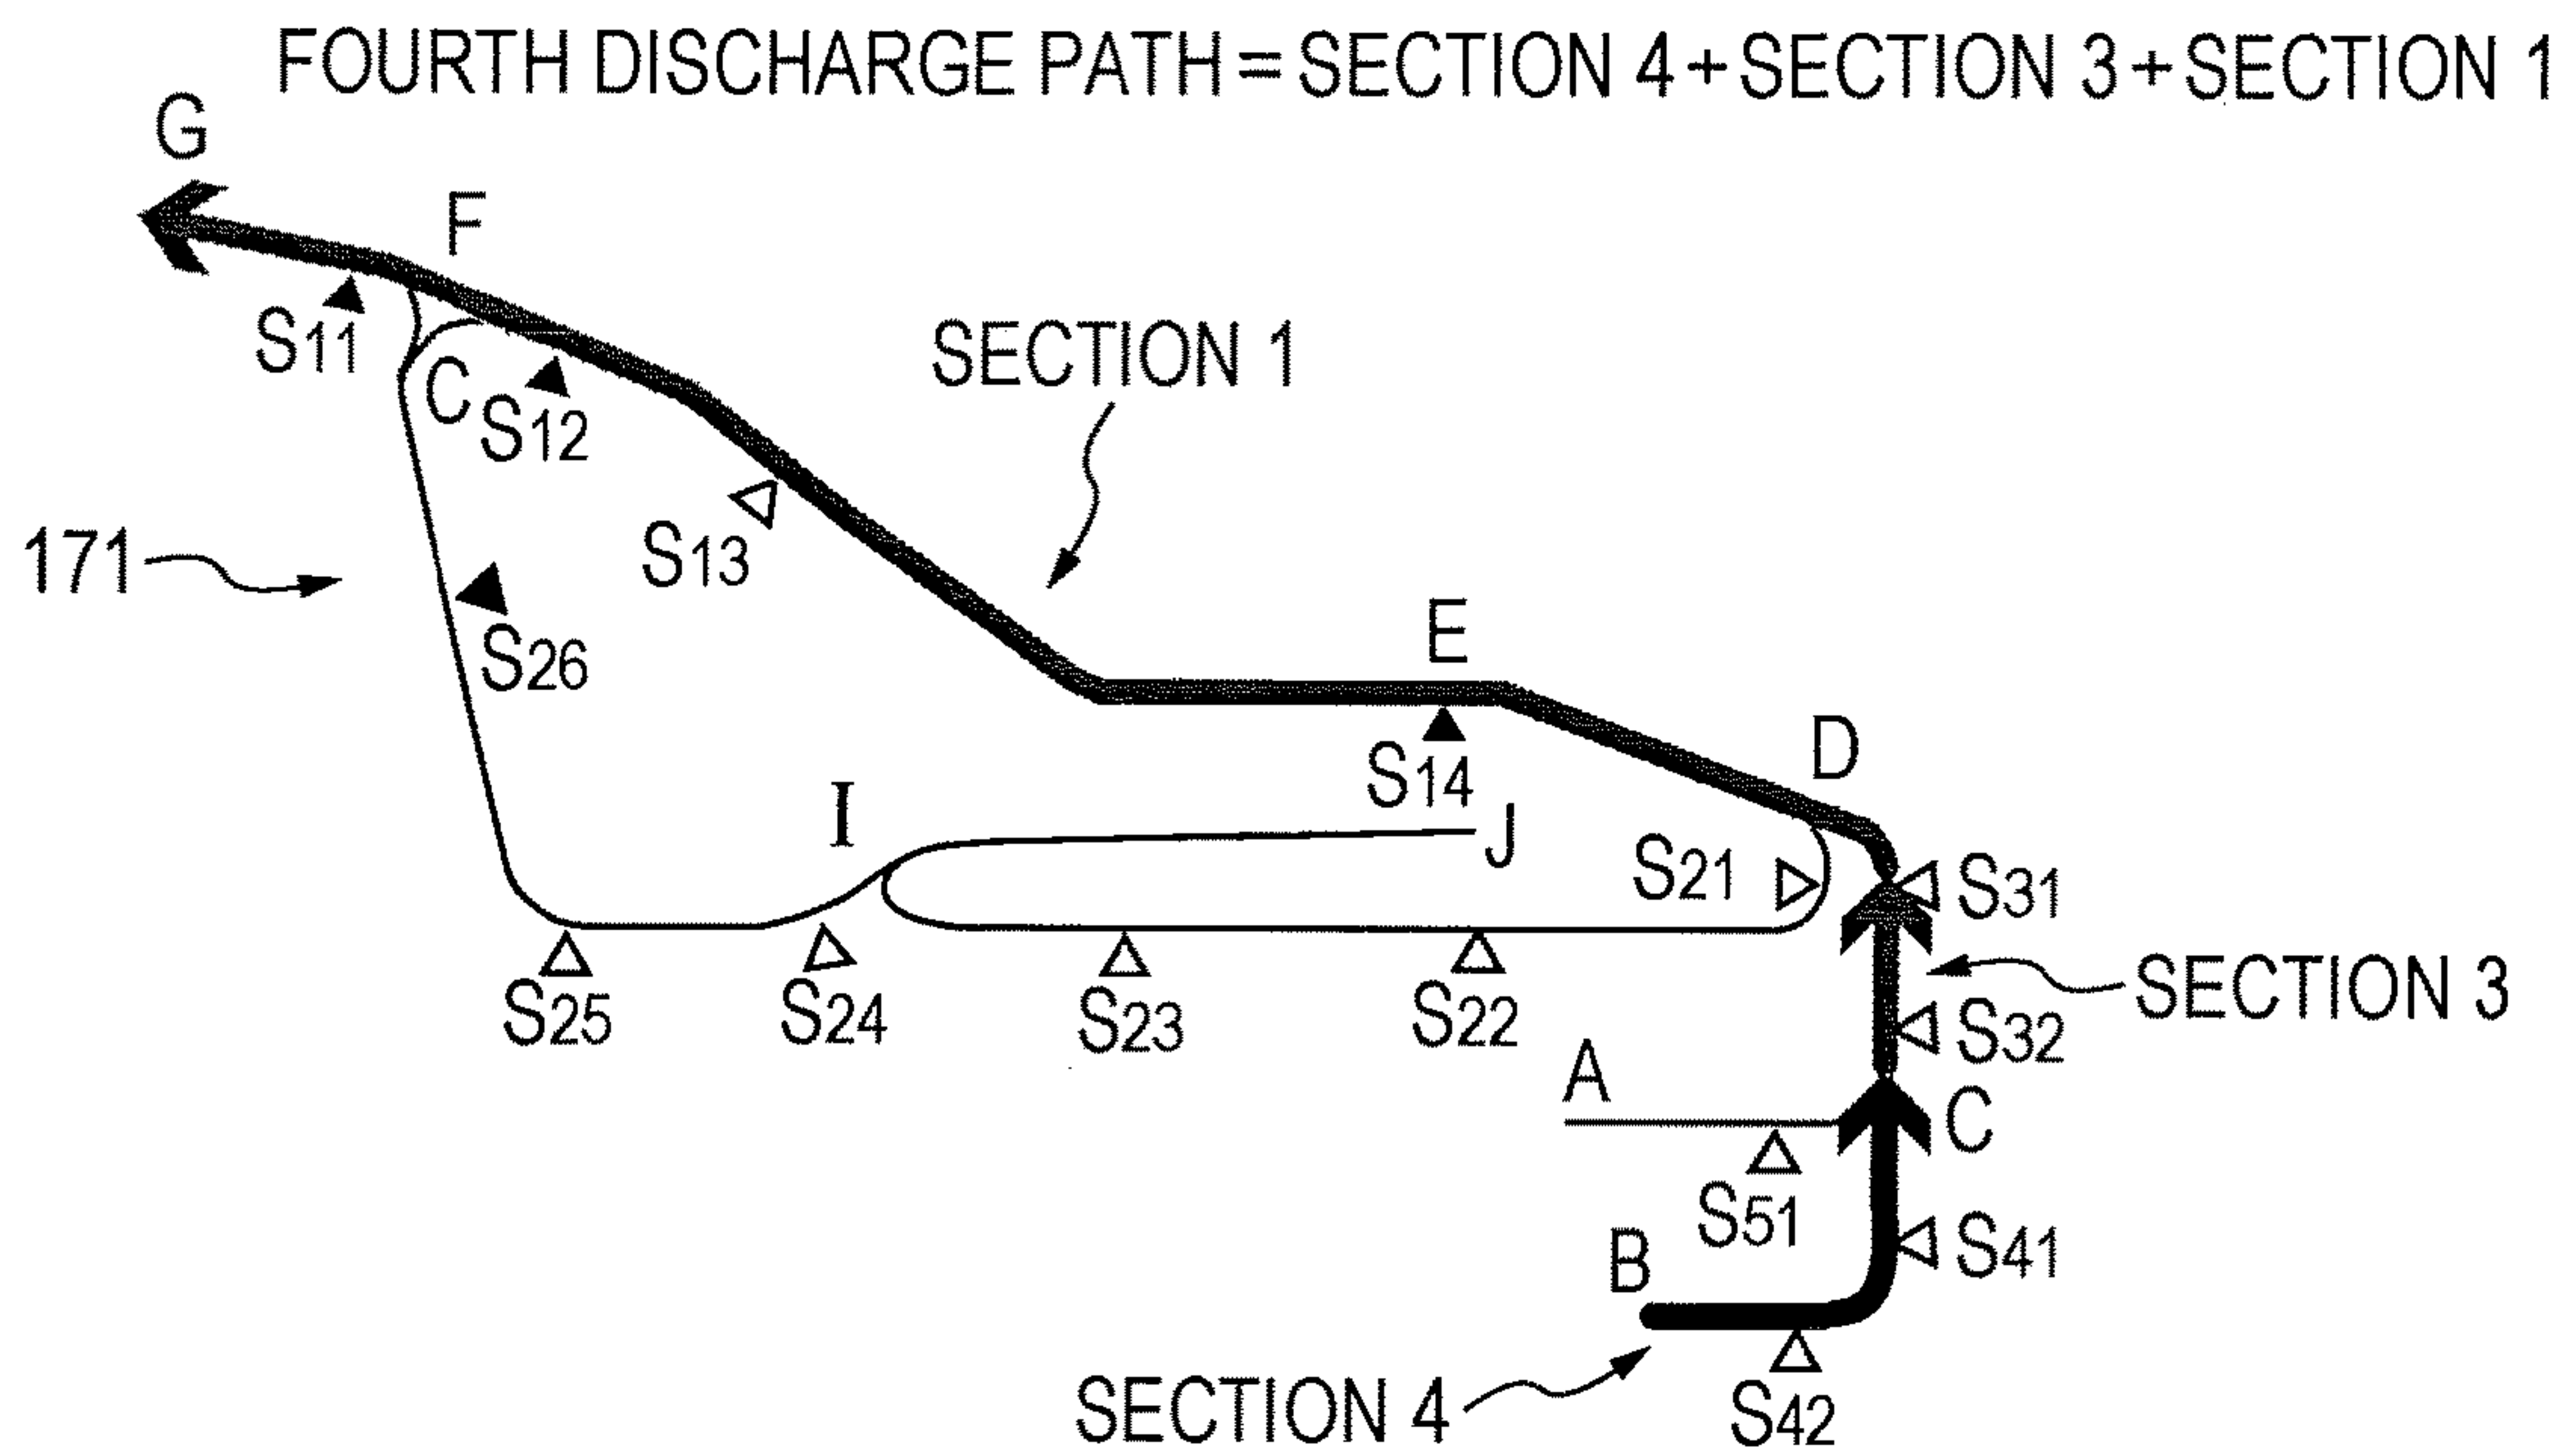 FOURTH DISCHARGE PATH = SECTION 4 + SECTION 3 + SECTION 1
G
F
S11
C
S12
SECTION 1
S13
171
S26
E
S14
D
I
J
S21
S31
S25
S24
S23
S22
SECTION 3
S32
A
C
S51
S41
B
SECTION 4
S42